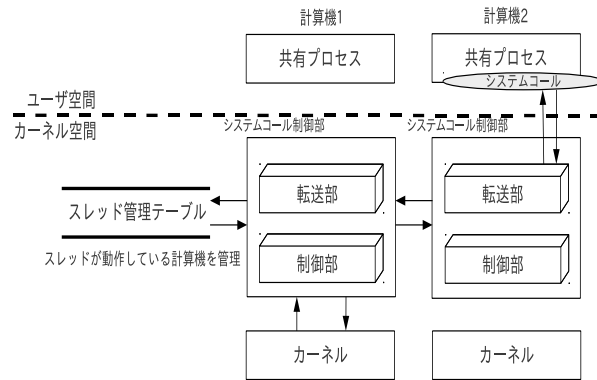 計算機1
計算機2
共有プロセス
共有プロセス
システムコール
ユーザ空間
カーネル空間
システムコール制御部
システムコール制御部
転送部
転送部
スレッド管理テーブル
スレッドが動作している計算機を管理
制御部
制御部
カーネル
カーネル